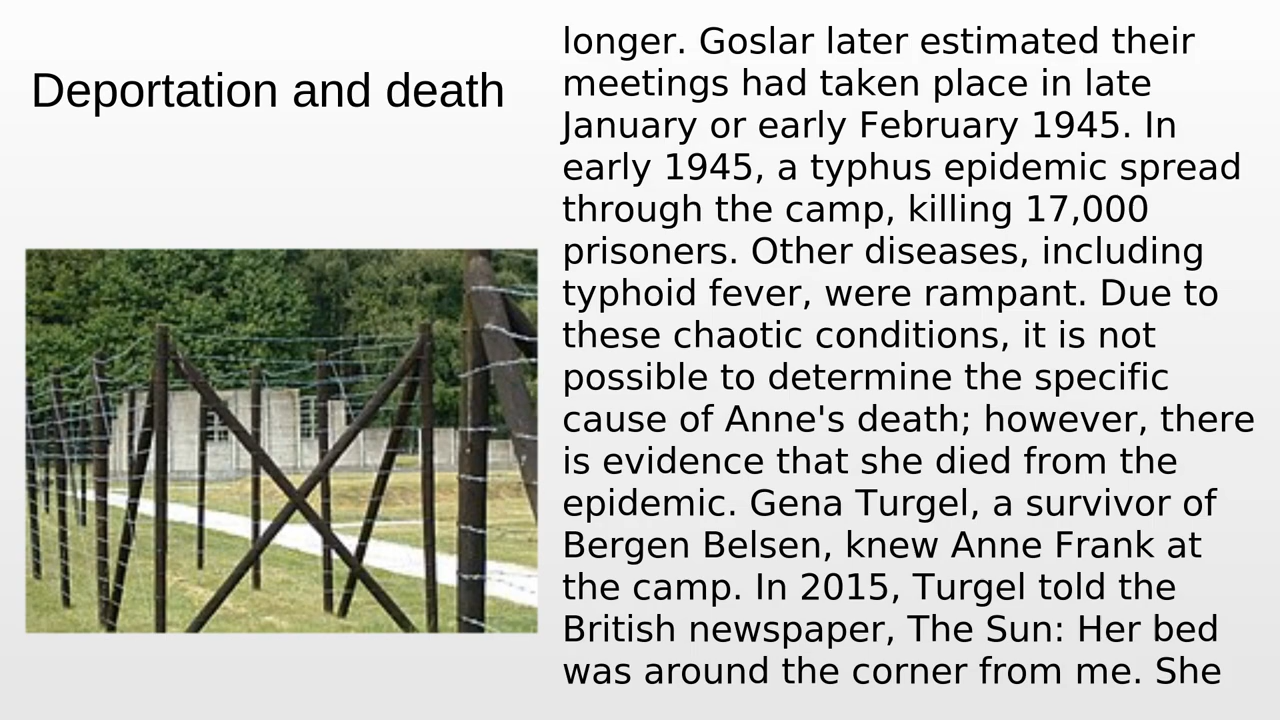 Deportation and death
longer. Goslar later estimated their
meetings had taken place in late
January or early February 1945. In
early 1945, a typhus epidemic spread
through the camp, killing 17,000
prisoners. Other diseases, including
typhoid fever, were rampant. Due to
these chaotic conditions, it is not
possible to determine the specific
cause of Anne's death; however, there
is evidence that she died from the
epidemic. Gena Turgel, a survivor of
Bergen Belsen, knew Anne Frank at
the camp. In 2015, Turgel told the
British newspaper, The Sun: Her bed
was around the corner from me. She